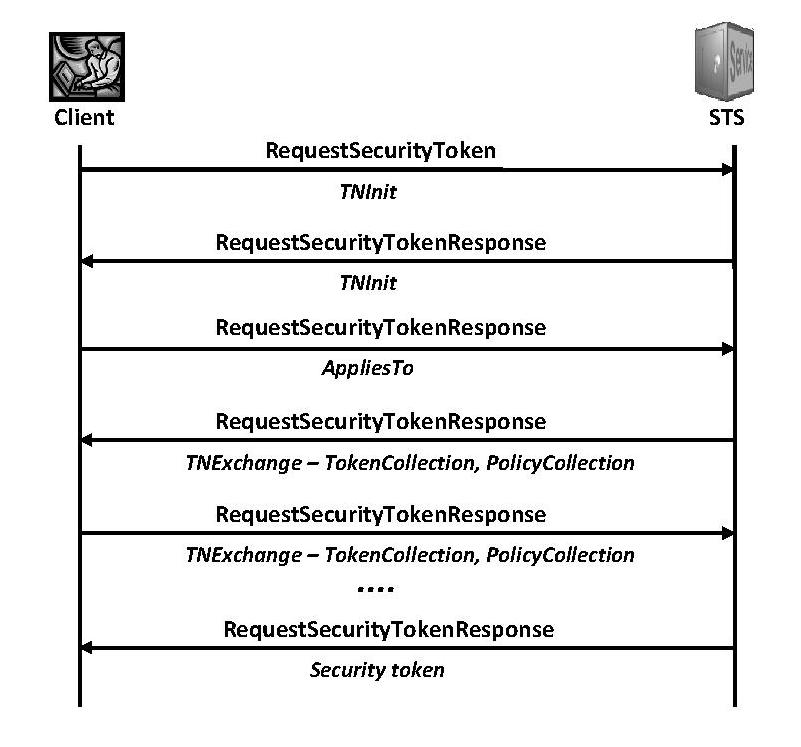 Service
Client
STS
RequestSecurityToken
TNInit
RequestSecurityTokenResponse
TNInit
RequestSecurityTokenResponse
AppliesTo
RequestSecurityTokenResponse
TNExchange – TokenCollection, PolicyCollection
RequestSecurityTokenResponse
TNExchange – TokenCollection, PolicyCollection
....
RequestSecurityTokenResponse
Security token